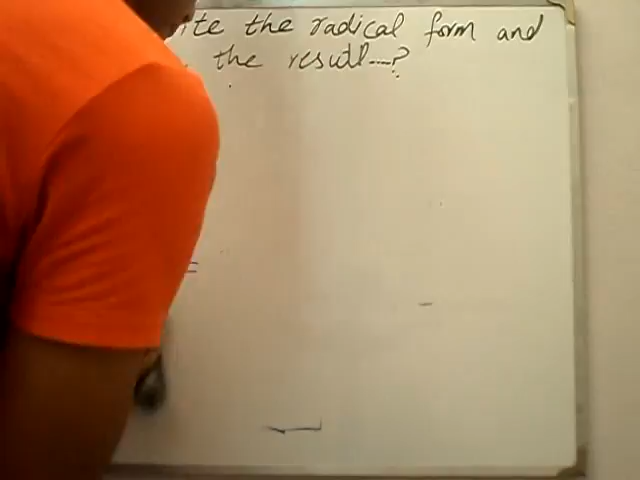 ite the radical form and
the result----?
=